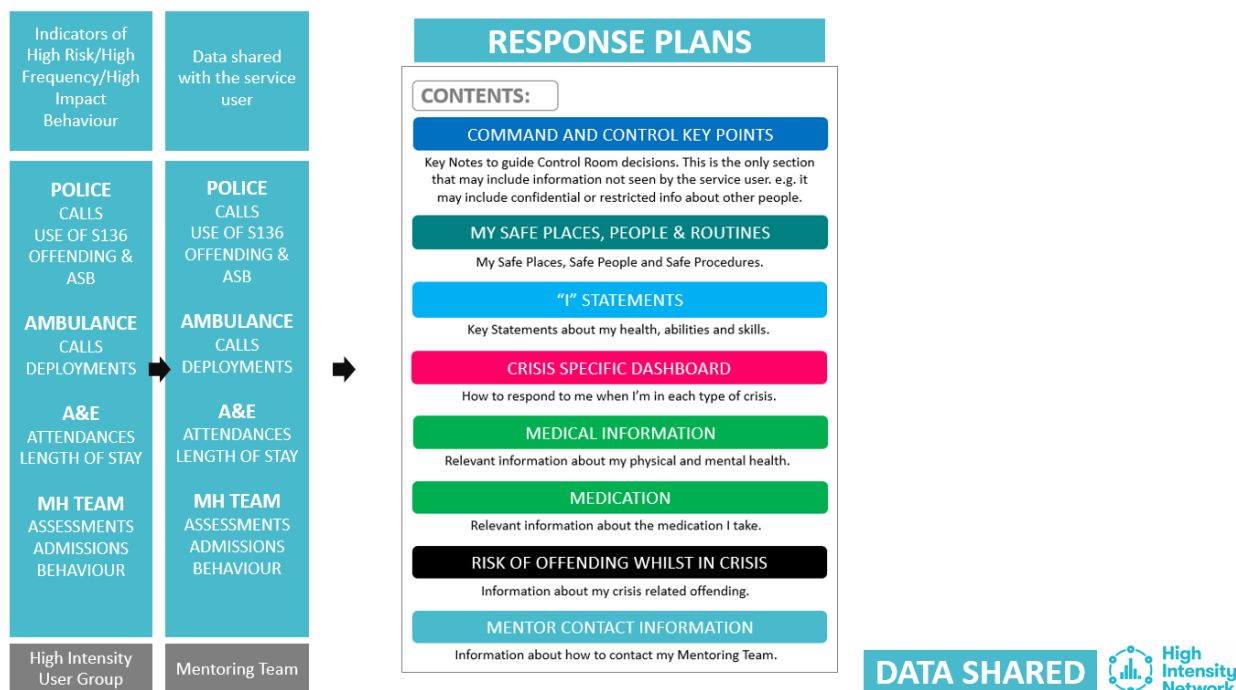 Indicators of
High Risk/High
Frequency/High
Impact
Behaviour
POLICE
CALLS
USE OF S136
OFFENDING &
ASB
AMBULANCE
CALLS
DEPLOYMENTS
A&E
ATTENDANCES
LENGTH OF STAY
MH TEAM
ASSESSMENTS
ADMISSIONS
BEHAVIOUR
High Intensity
User Group
Data shared
with the service
user
POLICE
CALLS
USE OF S136
OFFENDING &
ASB
AMBULANCE
CALLS
DEPLOYMENTS
A&E
ATTENDANCES
LENGTH OF STAY
MH TEAM
ASSESSMENTS
ADMISSIONS
BEHAVIOUR
Mentoring Team
RESPONSE PLANS
CONTENTS:
COMMAND AND CONTROL KEY POINTS
Key Notes to guide Control Room decisions. This is the only section
that may include information not seen by the service user. e.g. it
may include confidential or restricted info about other people.
MY SAFE PLACES, PEOPLE & ROUTINES
My Safe Places, Safe People and Safe Procedures.
“I” STATEMENTS
Key Statements about my health, abilities and skills.
CRISIS SPECIFIC DASHBOARD
How to respond to me when I’m in each type of crisis.
MEDICAL INFORMATION
Relevant information about my physical and mental health.
MEDICATION
Relevant information about the medication I take.
RISK OF OFFENDING WHILST IN CRISIS
Information about my crisis related offending.
MENTOR CONTACT INFORMATION
Information about how to contact my Mentoring Team.
DATA SHARED
High
Intensity
Network